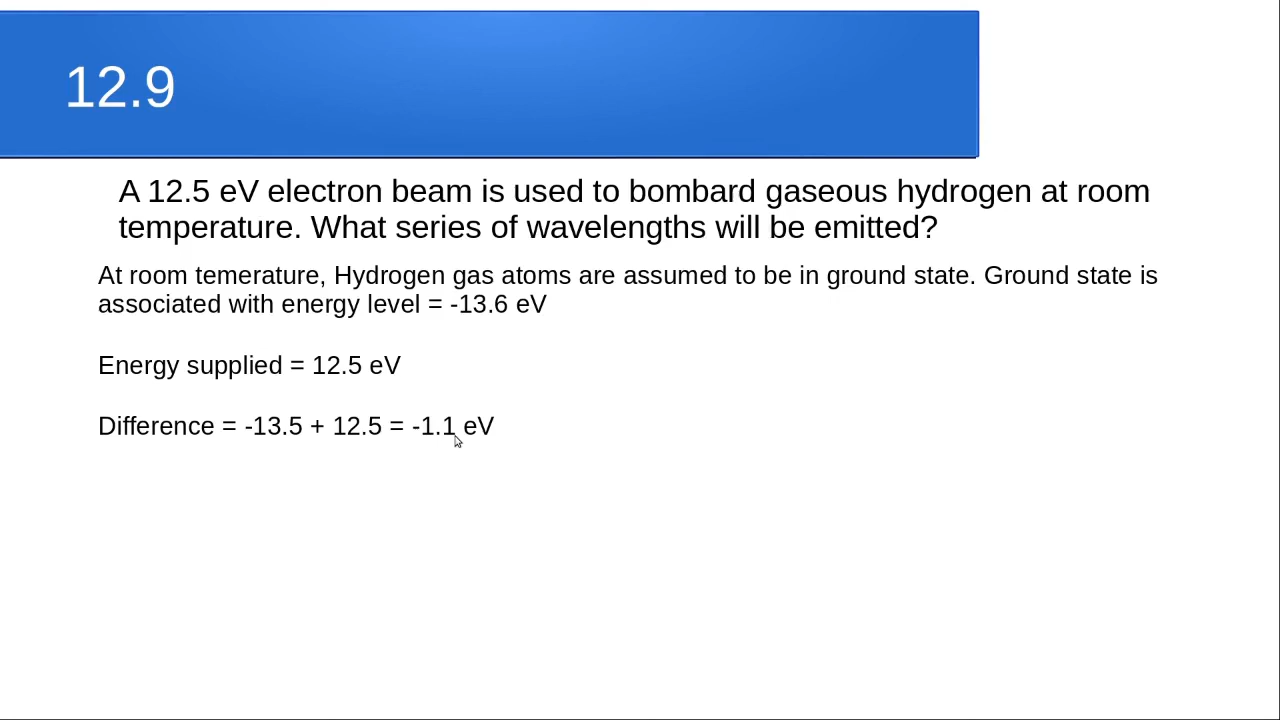 12.9
A 12.5 eV electron beam is used to bombard gaseous hydrogen at room
temperature. What series of wavelengths will be emitted?
At room temerature, Hydrogen gas atoms are assumed to be in ground state. Ground state is
associated with energy level = -13.6 eV
Energy supplied = 12.5 eV
Difference = -13.5 + 12.5 = -1.1 eV